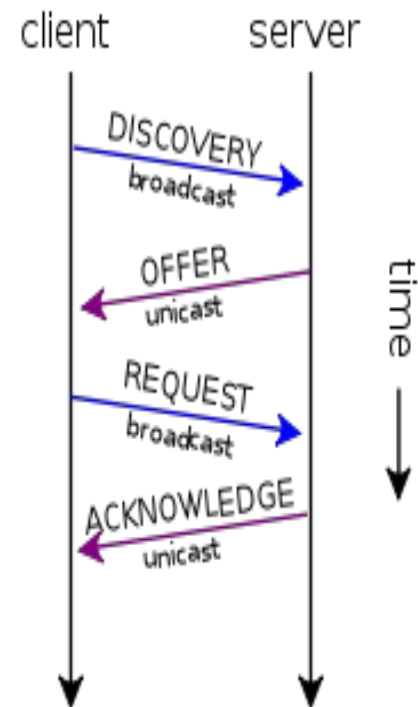 client
server
DISCOVERY
broadcast
OFFER
unicast
time
REQUEST
broadcast
ACKNOWLEDGE
unicast